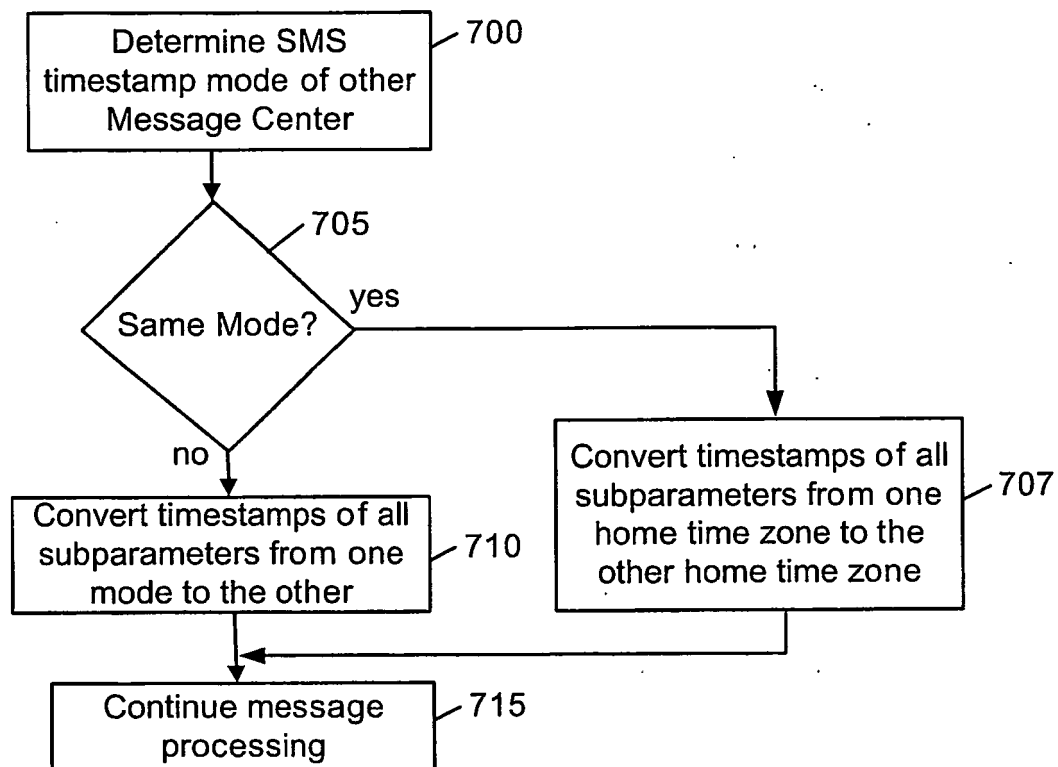 Determine SMS
timestamp mode of other
Message Center
700
705
Same Mode?
yes
no
Convert timestamps of all
subparameters from one
mode to the other
710
Convert timestamps of all
subparameters from one
home time zone to the
other home time zone
707
Continue message
processing
715